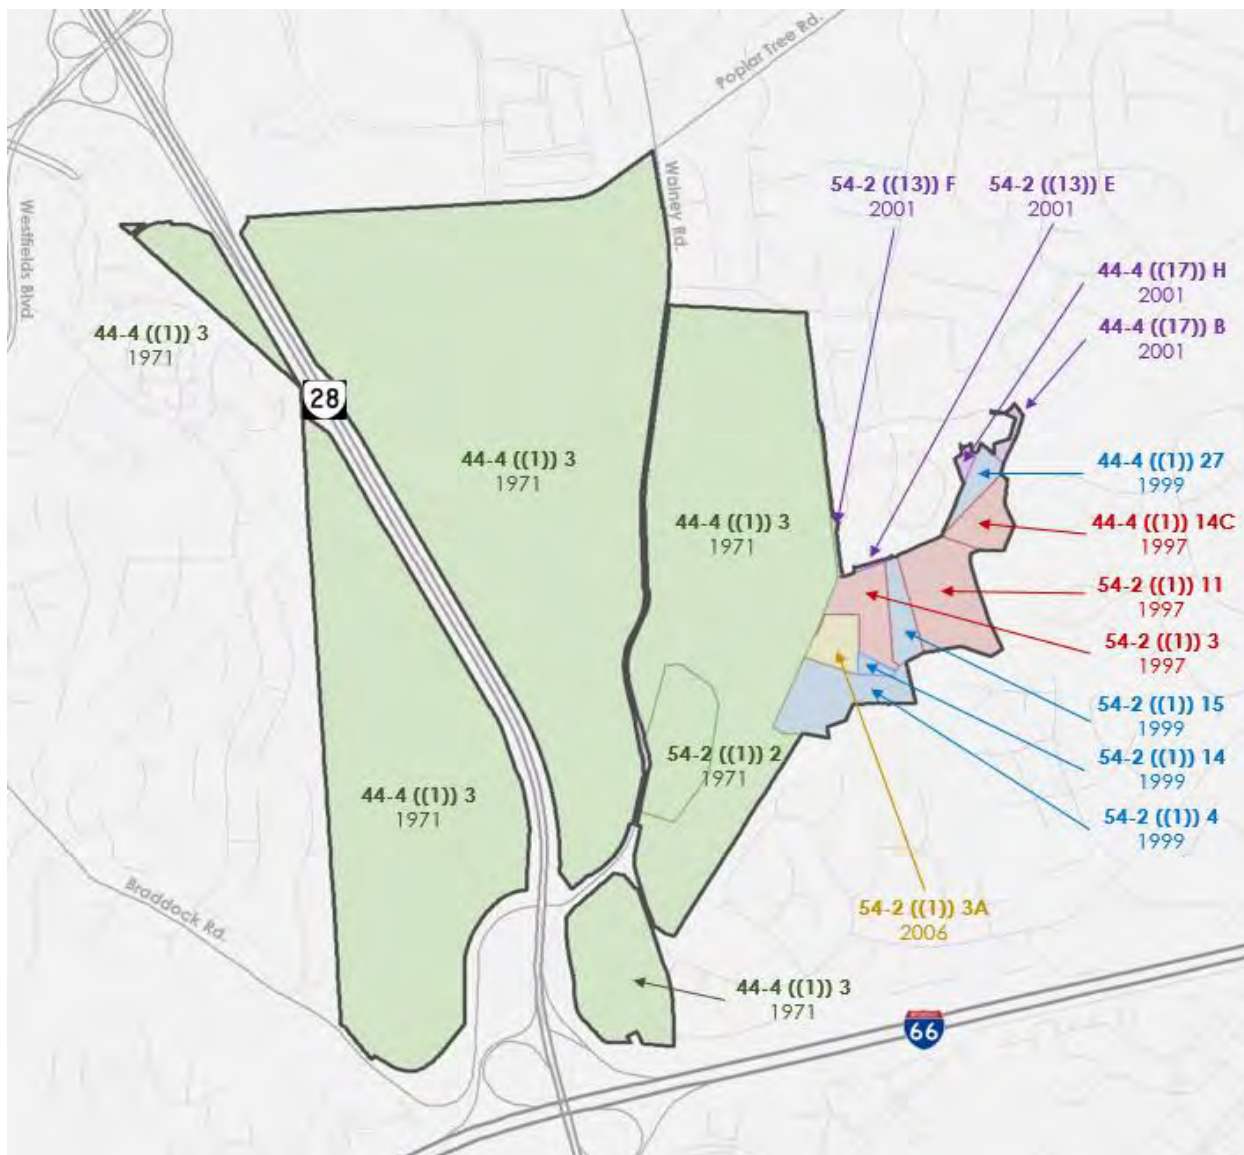 Poplar Tree Rd.
Walney Rd.
Westfields Blvd.
54-2 ((13)) F
2001
54-2 ((13)) E
2001
44-4 ((17)) H
2001
44-4 ((17)) B
2001
44-4 ((1)) 3
1971
28
44-4 ((1)) 3
1971
44-4 ((1)) 27
1999
44-4 ((1)) 3
1971
44-4 ((1)) 14C
1997
54-2 ((1)) 11
1997
54-2 ((1)) 3
1997
54-2 ((1)) 15
1999
54-2 ((1)) 2
1971
54-2 ((1)) 14
1999
44-4 ((1)) 3
1971
54-2 ((1)) 4
1999
Braddock Rd.
54-2 ((1)) 3A
2006
44-4 ((1)) 3
1971
66